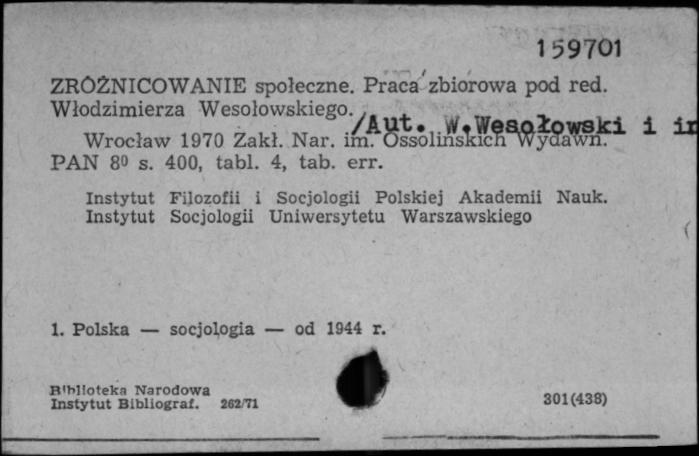 159701
ZRÓŻNICOWANIE społeczne. Praca zbiorowa pod red.
Włodzimierza Wesołowskiego.
/Aut. W.Wesołowski i in
Wrocław 1970 Zakł. Nar. im. Ossolińskich Wydawn.
PAN 8⁰ s. 400, tabl. 4, tab. err.
Instytut Filozofii i Socjologii Polskiej Akademii Nauk.
Instytut Socjologii Uniwersytetu Warszawskiego
1. Polska — socjologia — od 1944 r.
Biblioteka Narodowa
Instytut Bibliograf. 262/71
301(438)